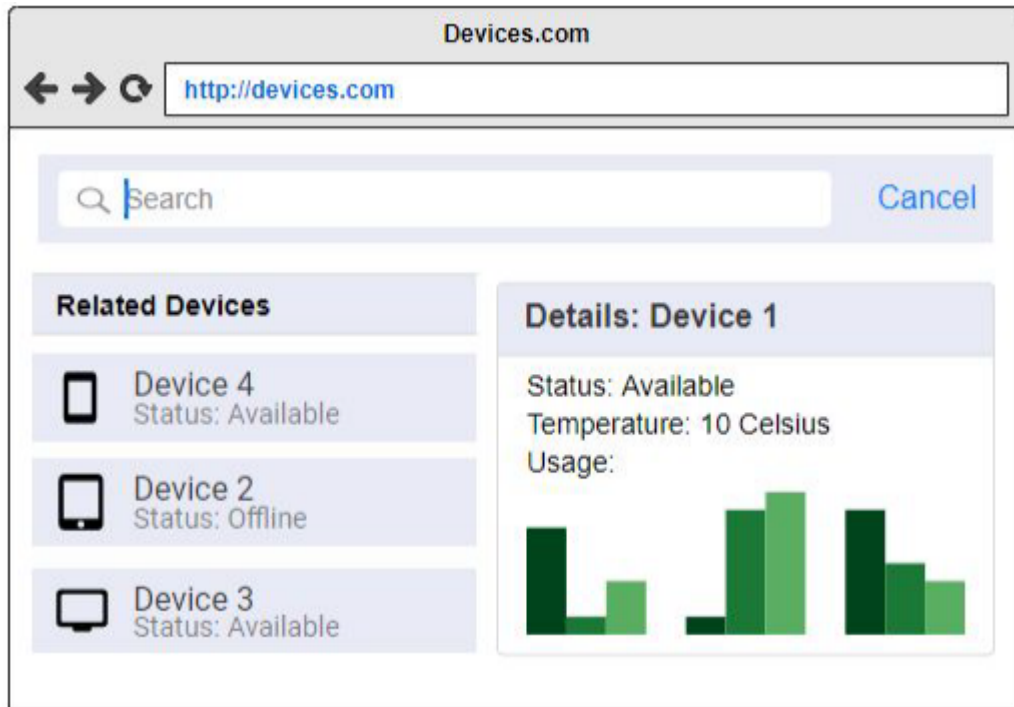 Devices.com
http://devices.com
Search
Cancel
Related Devices
Device 4
Status: Available
Device 2
Status: Offline
Device 3
Status: Available
Details: Device 1
Status: Available
Temperature: 10 Celsius
Usage: